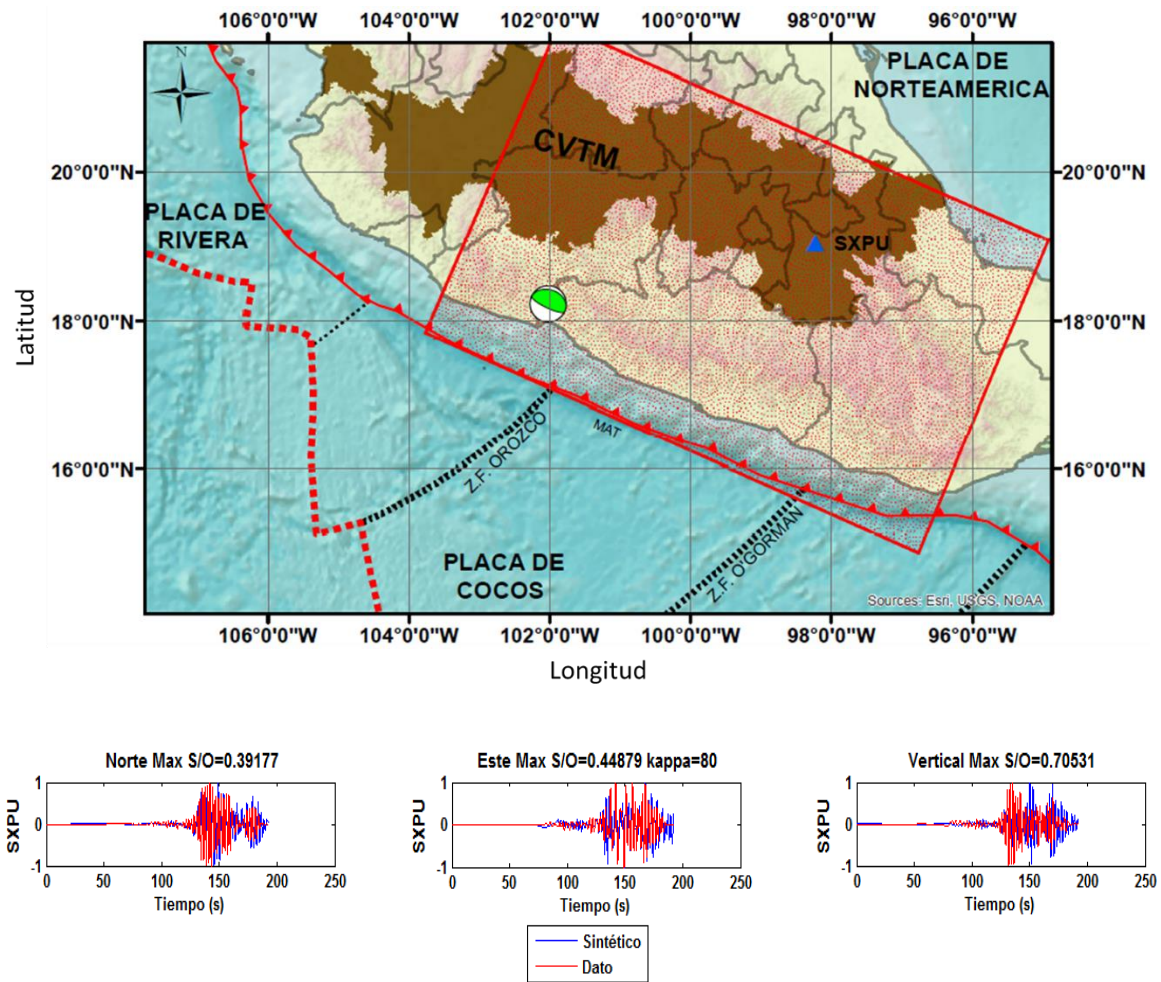 106°0'0"W 104°0'0"W 102°0'0"W 100°0'0"W 98°0'0"W 96°0'0"W
N
PLACA DE
NORTEAMERICA
CVTM
20°0'0"N
20°0'0"N
PLACA DE
RIVERA
SXPU
Latitud
18°0'0"N
18°0'0"N
MAT
Z.F. OROZCO
16°0'0"N
16°0'0"N
Z.F. O'GORMAN
PLACA DE
COCOS
Sources: Esri, USGS, NOAA
106°0'0"W 104°0'0"W 102°0'0"W 100°0'0"W 98°0'0"W 96°0'0"W
Longitud
Norte Max S/O=0.39177
1
0
-1
SXPU
0 50 100 150 200 250
Tiempo (s)
Este Max S/O=0.44879 kappa=80
1
0
-1
SXPU
0 50 100 150 200 250
Tiempo (s)
Vertical Max S/O=0.70531
1
0
-1
SXPU
0 50 100 150 200 250
Tiempo (s)
Sintético
Dato